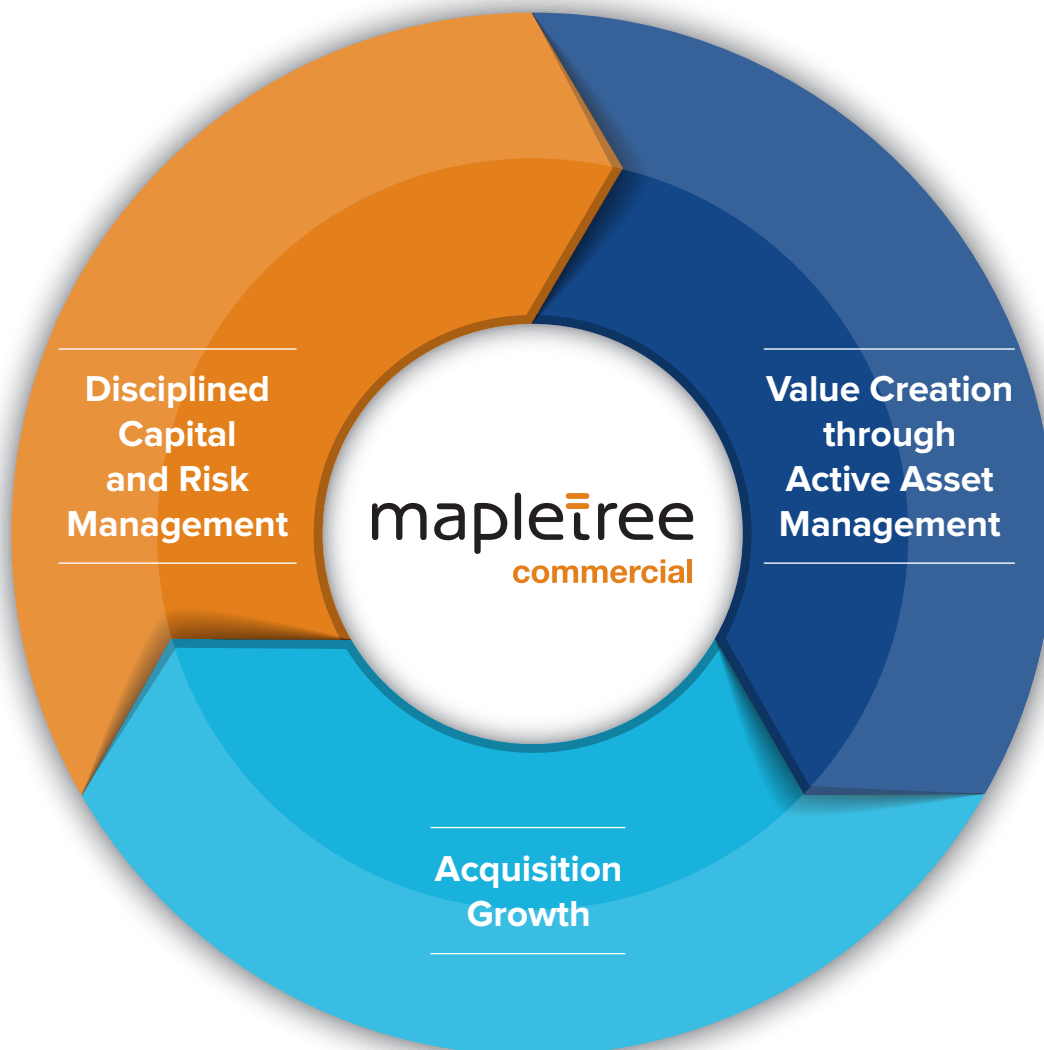 Disciplined
Capital
and Risk
Management
mapletree
commercial
Value Creation
through
Active Asset
Management
Acquisition
Growth